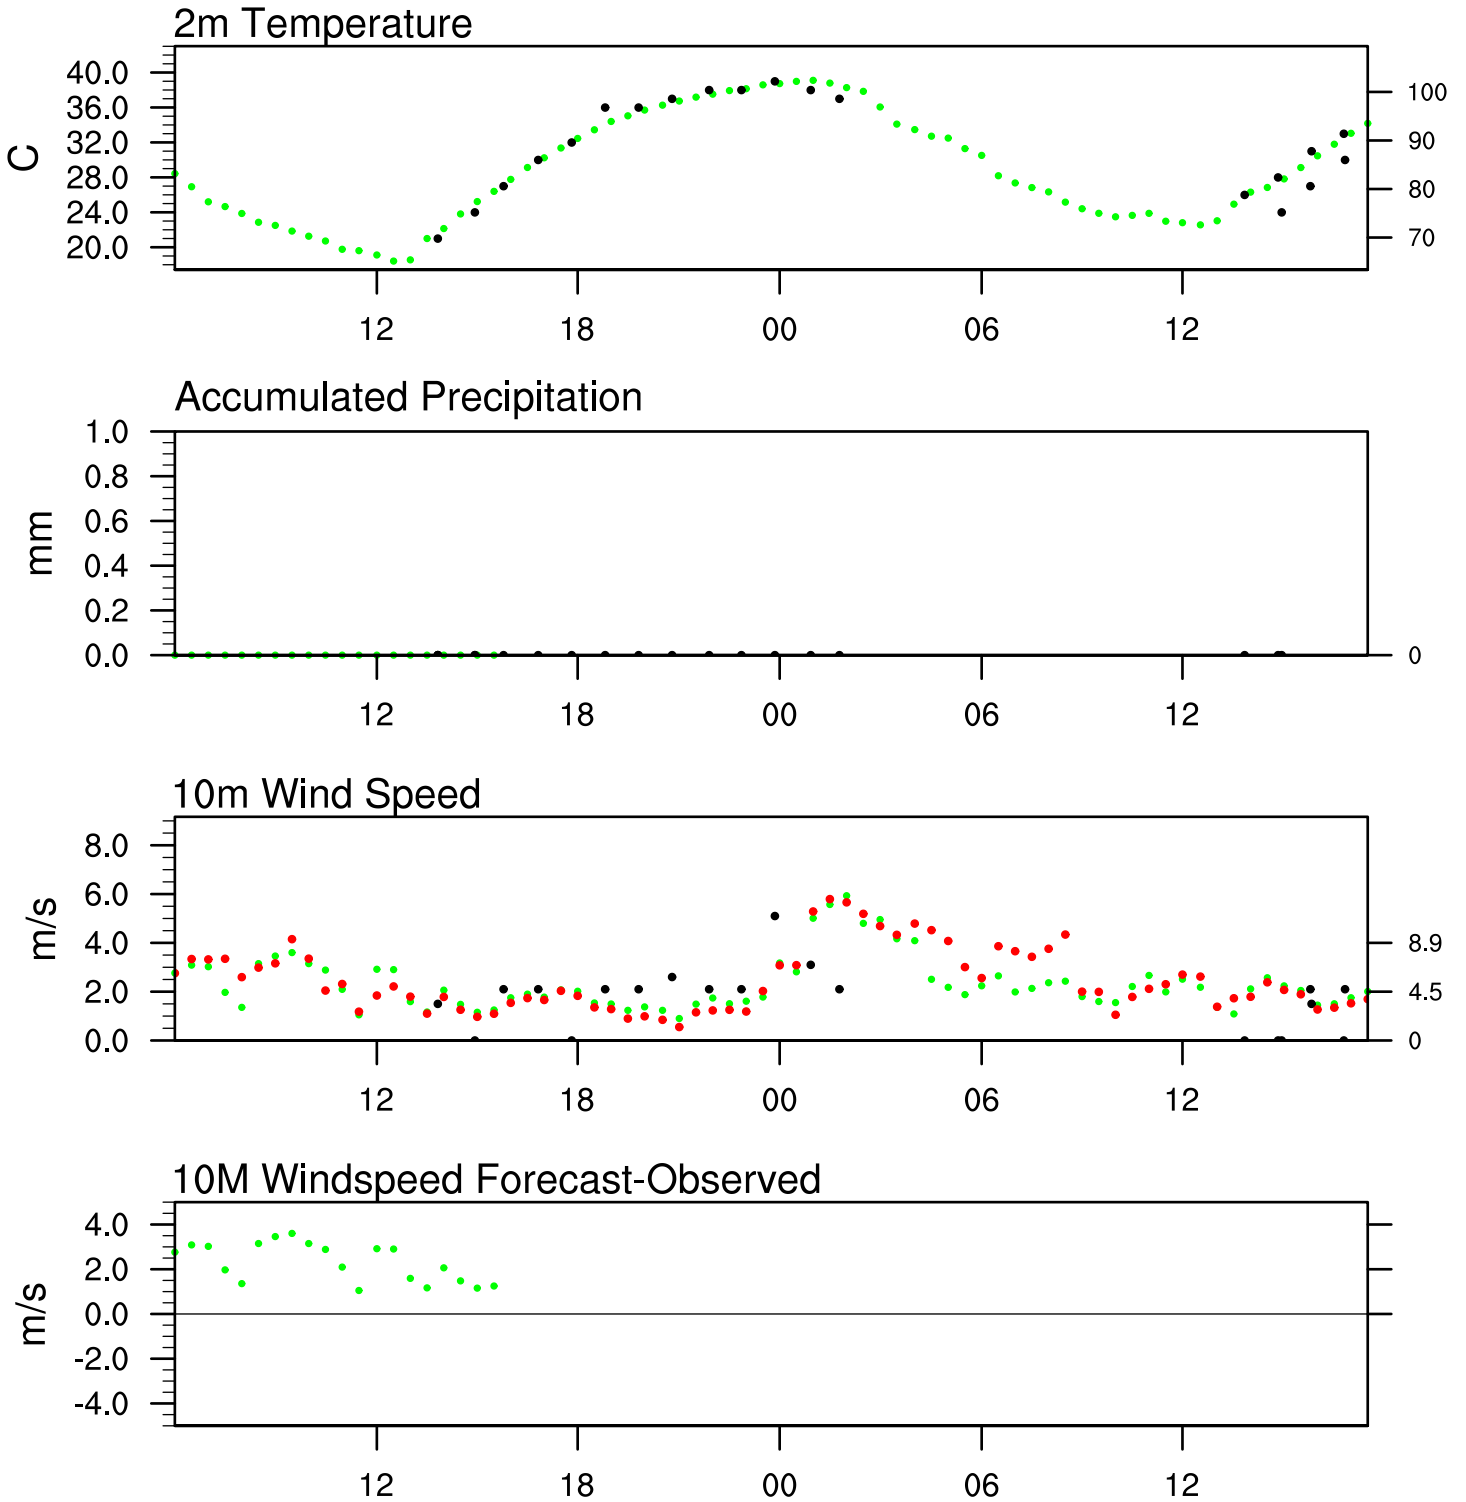 2m Temperature
40.0
36.0
32.0
28.0
24.0
20.0
C
100
90
80
70
12 18 00 06 12
Accumulated Precipitation
1.0
0.8
0.6
0.4
0.2
0.0
mm
0
12 18 00 06 12
10m Wind Speed
8.0
6.0
4.0
2.0
0.0
m/s
8.9
4.5
0
12 18 00 06 12
10M Windspeed Forecast-Observed
4.0
2.0
0.0
-2.0
-4.0
m/s
12 18 00 06 12